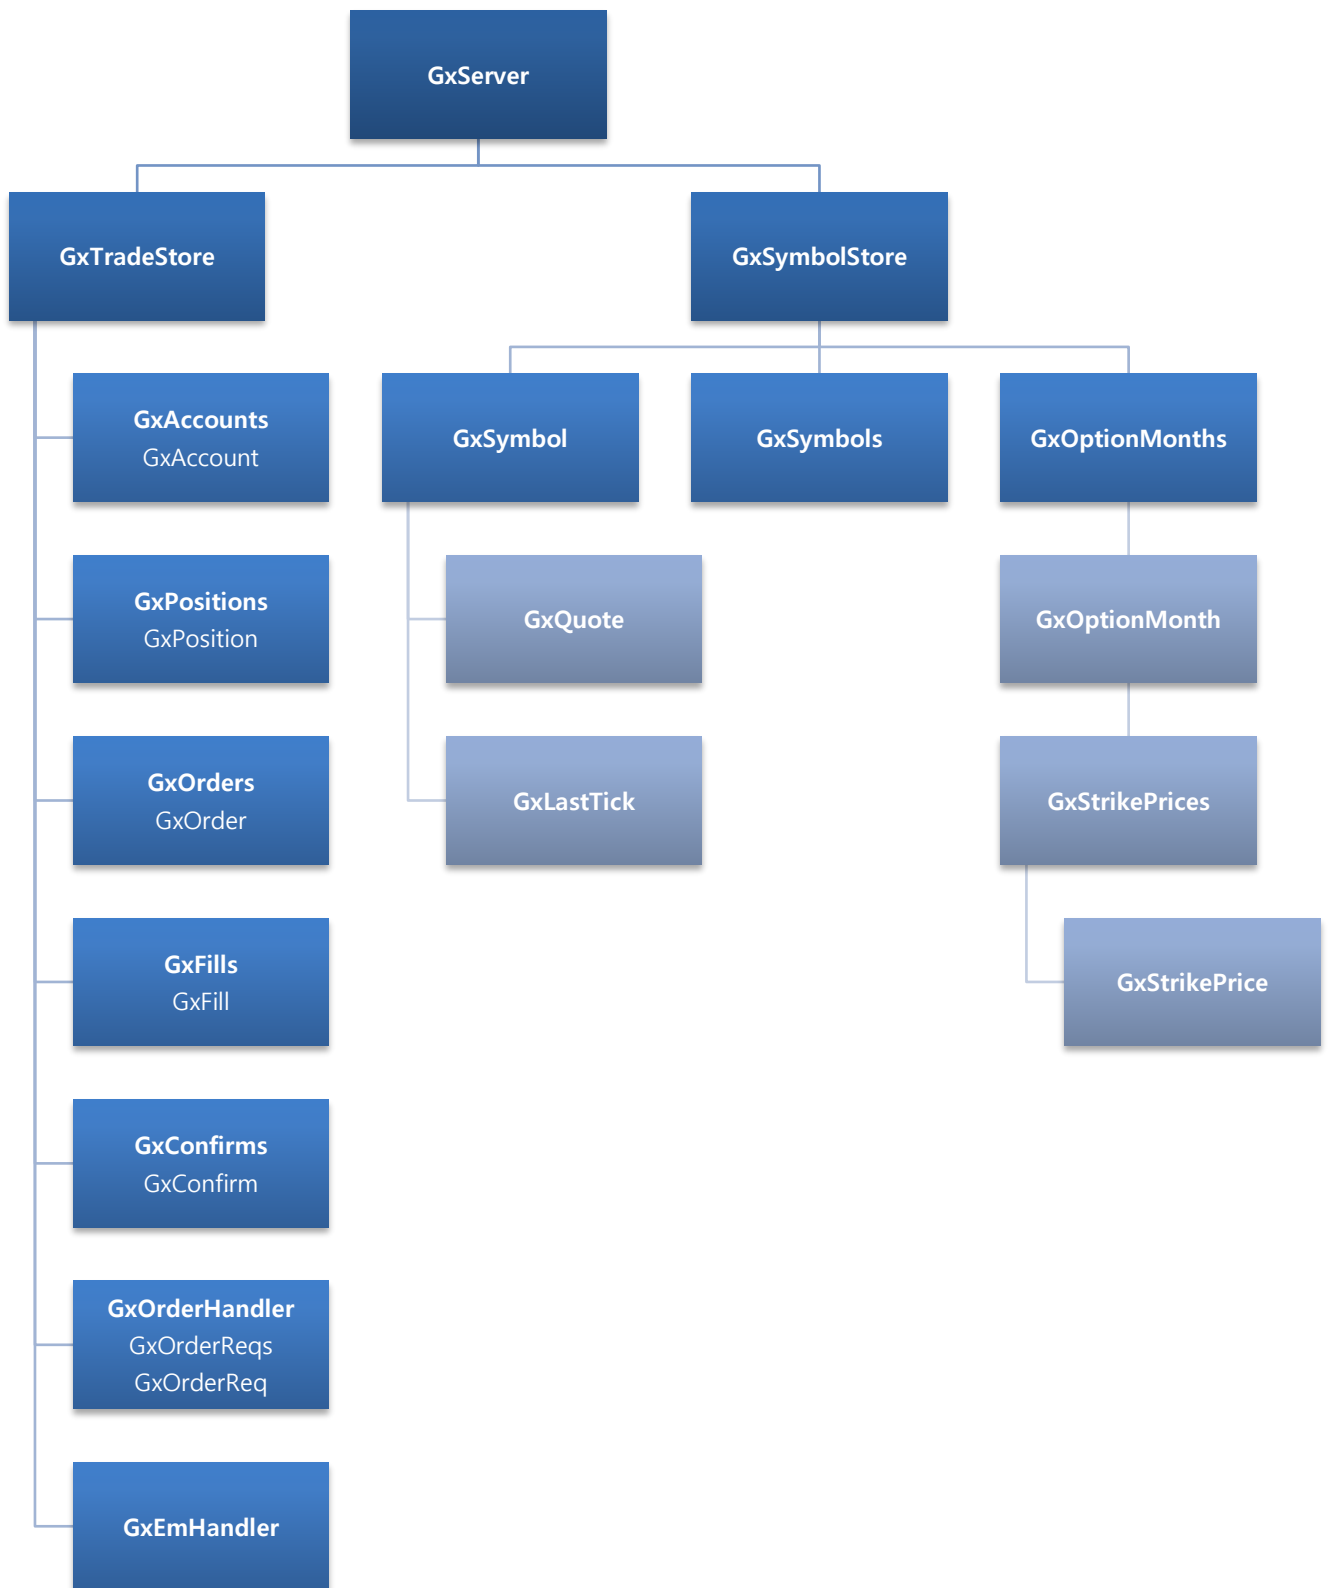 GxServer
GxTradeStore
GxSymbolStore
GxAccounts
GxAccount
GxSymbol
GxSymbols
GxOptionMonths
GxPositions
GxPosition
GxQuote
GxOptionMonth
GxOrders
GxOrder
GxLastTick
GxStrikePrices
GxFills
GxFill
GxStrikePrice
GxConfirms
GxConfirm
GxOrderHandler
GxOrderReqs
GxOrderReq
GxEmHandler